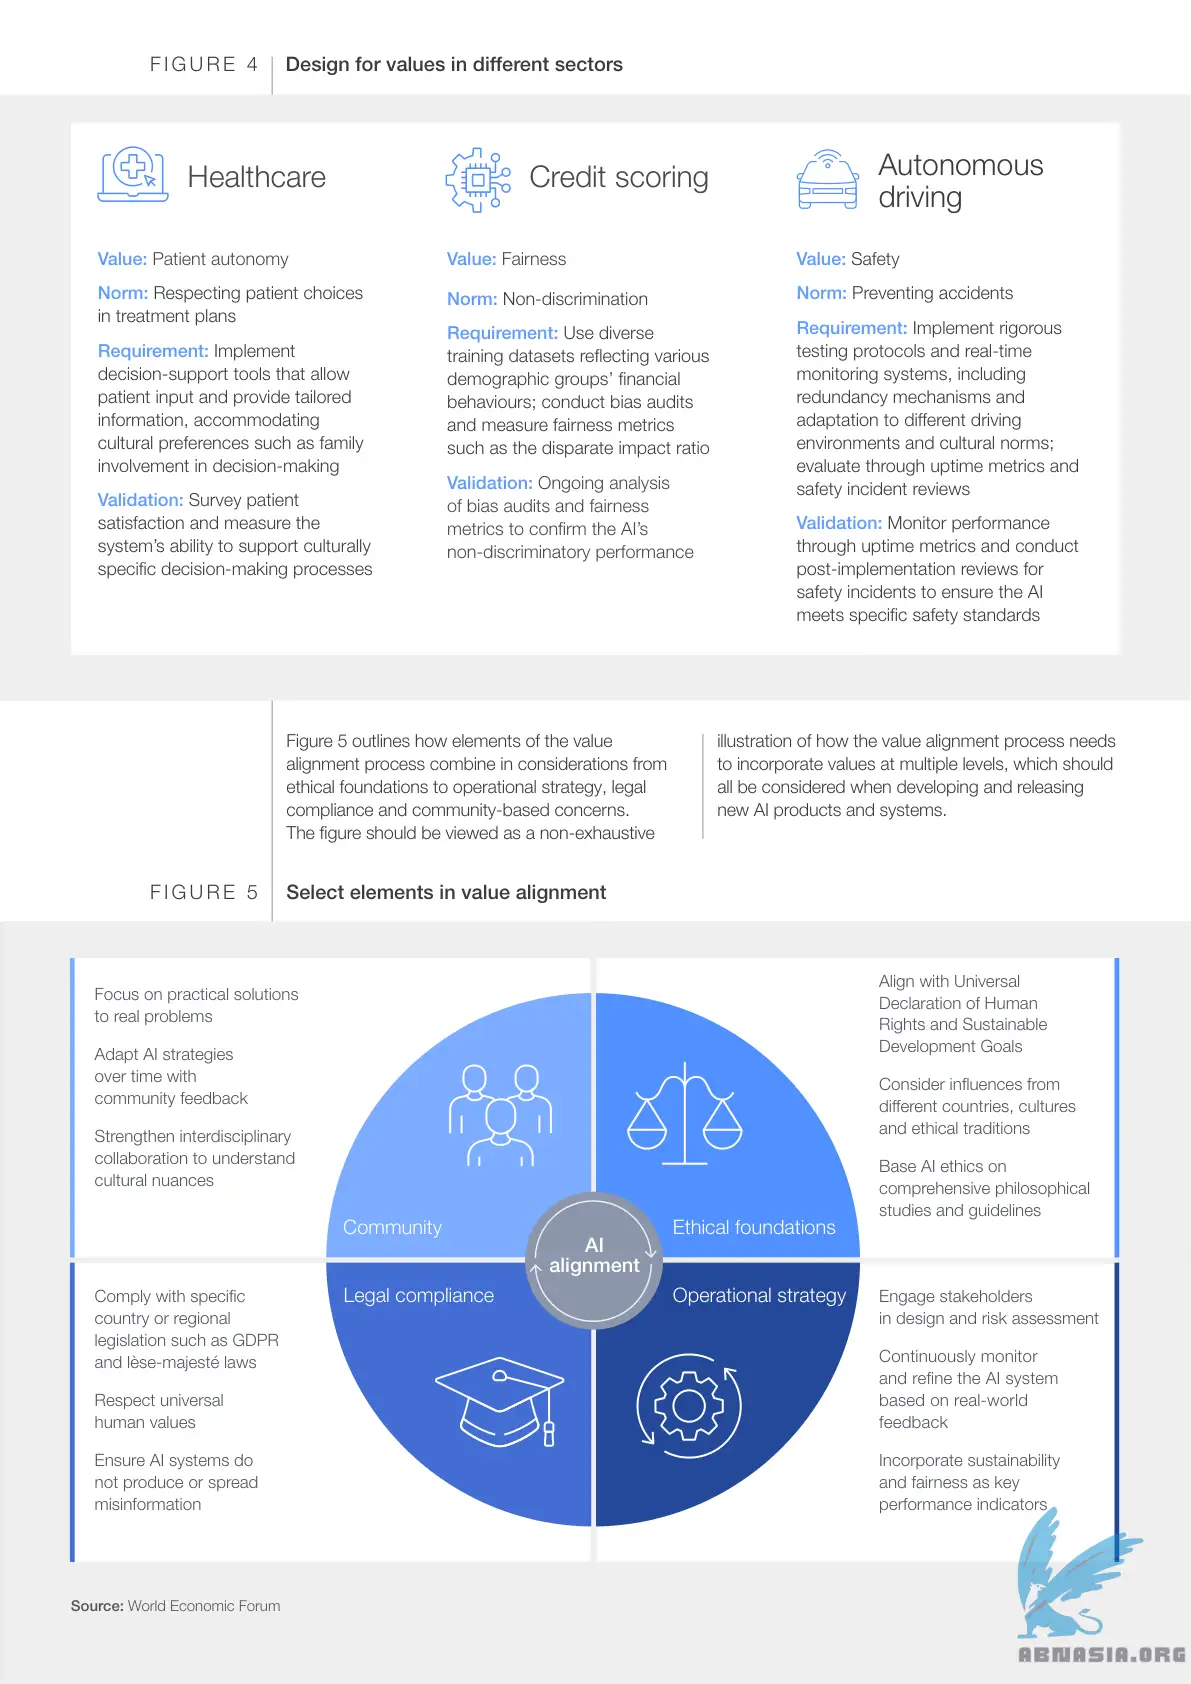 FIGURE 4
Design for values in different sectors
Healthcare
Value: Patient autonomy
Norm: Respecting patient choices
in treatment plans
Requirement: Implement
decision-support tools that allow
patient input and provide tailored
information, accommodating
cultural preferences such as family
involvement in decision-making
Validation: Survey patient
satisfaction and measure the
system's ability to support culturally
specific decision-making processes
Credit scoring
Value: Fairness
Norm: Non-discrimination
Requirement: Use diverse
training datasets reflecting various
demographic groups' financial
behaviours; conduct bias audits
and measure fairness metrics
such as the disparate impact ratio
Validation: Ongoing analysis
of bias audits and fairness
metrics to confirm the AI's
non-discriminatory performance
Autonomous
driving
Value: Safety
Norm: Preventing accidents
Requirement: Implement rigorous
testing protocols and real-time
monitoring systems, including
redundancy mechanisms and
adaptation to different driving
environments and cultural norms;
evaluate through uptime metrics and
safety incident reviews
Validation: Monitor performance
through uptime metrics and conduct
post-implementation reviews for
safety incidents to ensure the AI
meets specific safety standards
Figure 5 outlines how elements of the value
alignment process combine in considerations from
ethical foundations to operational strategy, legal
compliance and community-based concerns.
The figure should be viewed as a non-exhaustive
illustration of how the value alignment process needs
to incorporate values at multiple levels, which should
all be considered when developing and releasing
new AI products and systems.
FIGURE 5
Select elements in value alignment
Focus on practical solutions
to real problems
Adapt AI strategies
over time with
community feedback
Strengthen interdisciplinary
collaboration to understand
cultural nuances
Community
Ethical foundations
Align with Universal
Declaration of Human
Rights and Sustainable
Development Goals
Consider influences from
different countries, cultures
and ethical traditions
Base AI ethics on
comprehensive philosophical
studies and guidelines
AI
alignment
Comply with specific
country or regional
legislation such as GDPR
and lèse-majesté laws
Respect universal
human values
Ensure AI systems do
not produce or spread
misinformation
Legal compliance
Operational strategy
Engage stakeholders
in design and risk assessment
Continuously monitor
and refine the AI system
based on real-world
feedback
Incorporate sustainability
and fairness as key
performance indicators
Source: World Economic Forum
ABNASIA.ORG